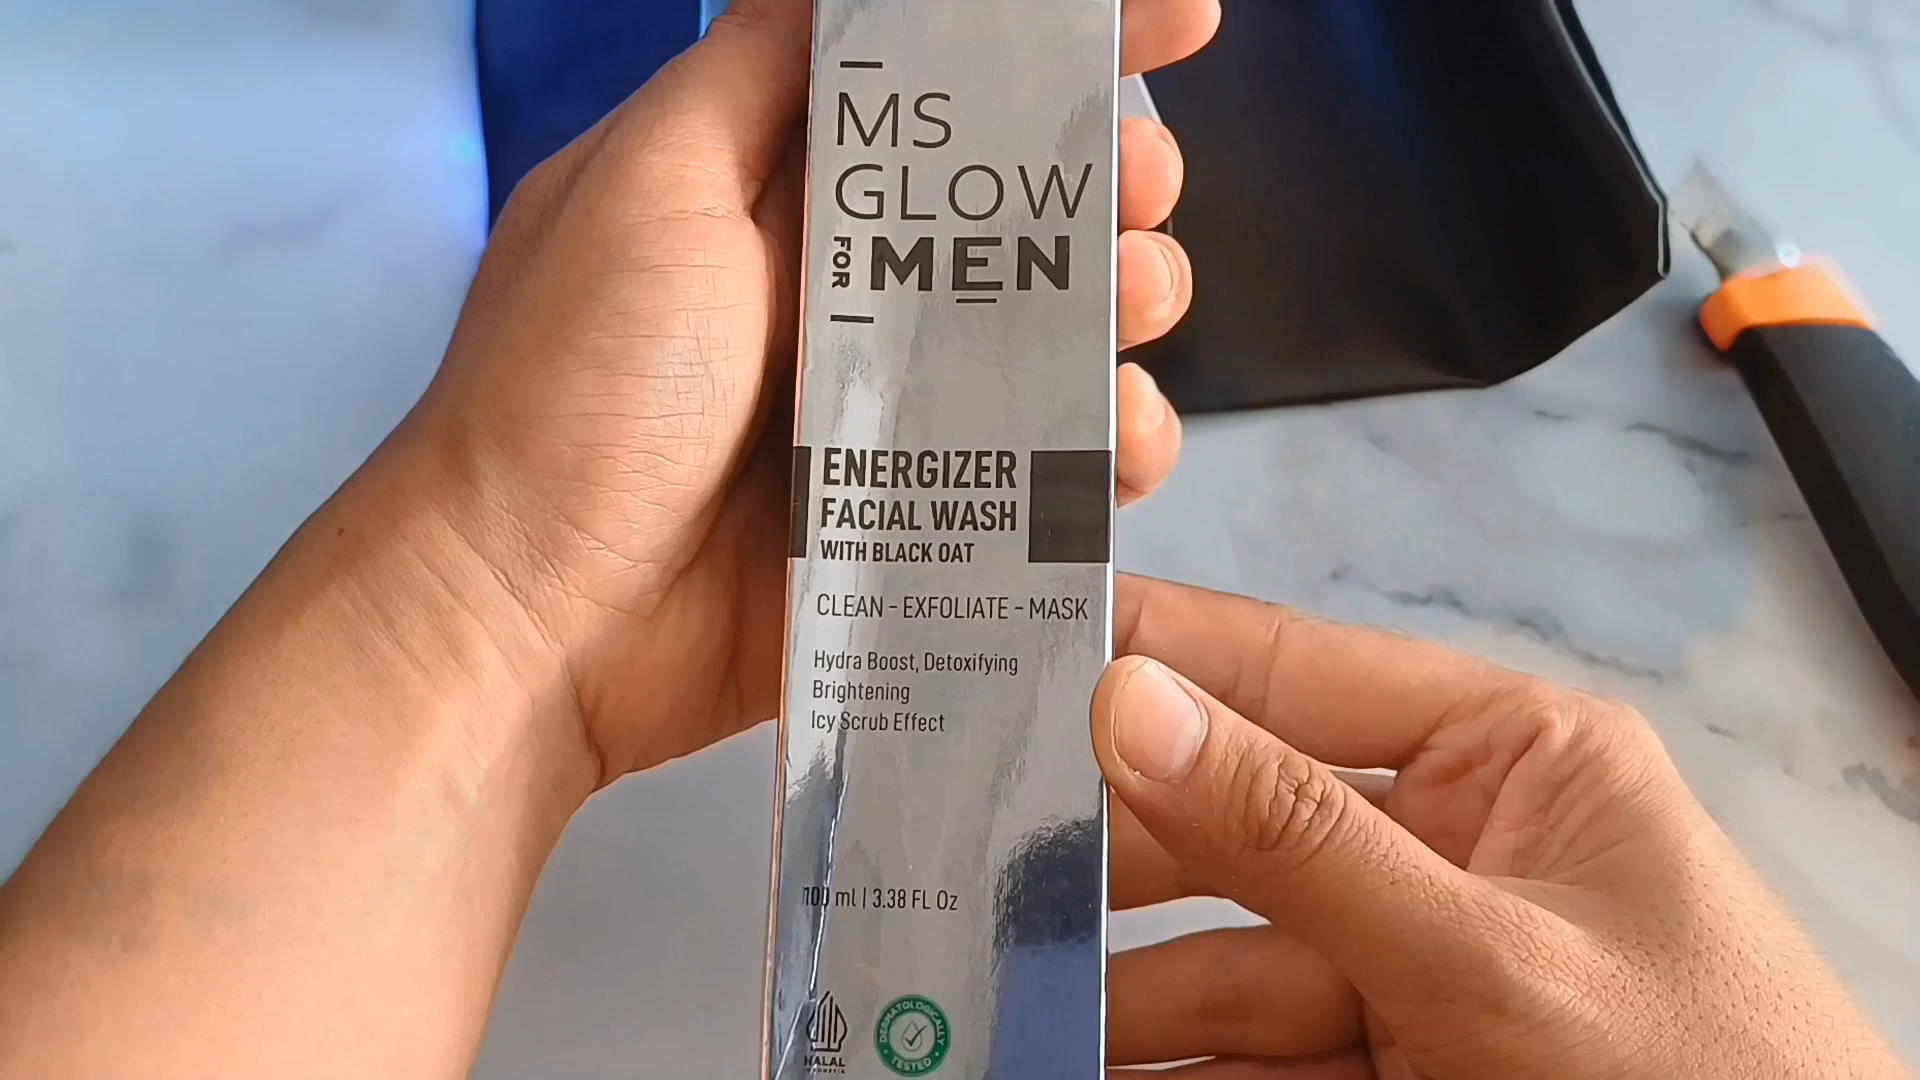 MS
GLOW
FOR MEN
ENERGIZER
FACIAL WASH
WITH BLACK OAT
CLEAN - EXFOLIATE - MASK
Hydra Boost, Detoxifying
Brightening
Icy Scrub Effect
100 ml | 3.38 FL Oz
HALAL
INDONESIA
DERMATOLOGICALLY
TESTED